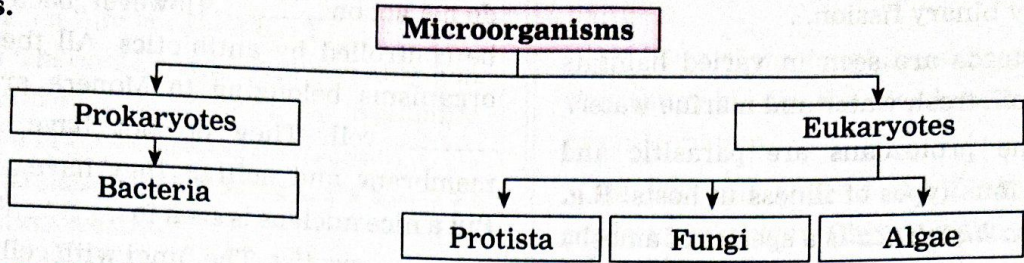 s.
Microorganisms
Prokaryotes
Eukaryotes
Bacteria
Protista
Fungi
Algae